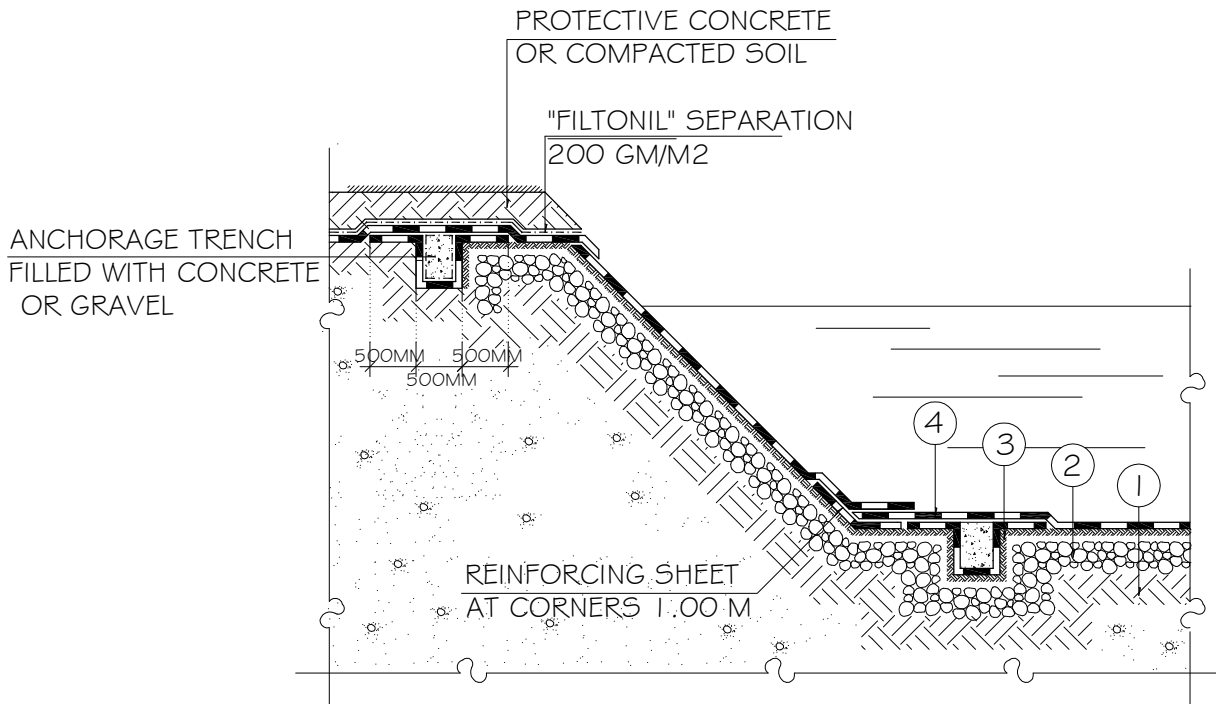 PROTECTIVE CONCRETE
OR COMPACTED SOIL
"FILTONIL" SEPARATION
200 GM/M2
ANCHORAGE TRENCH
FILLED WITH CONCRETE
OR GRAVEL
500MM 500MM
500MM
4
3
2
1
REINFORCING SHEET
AT CORNERS 1.00 M